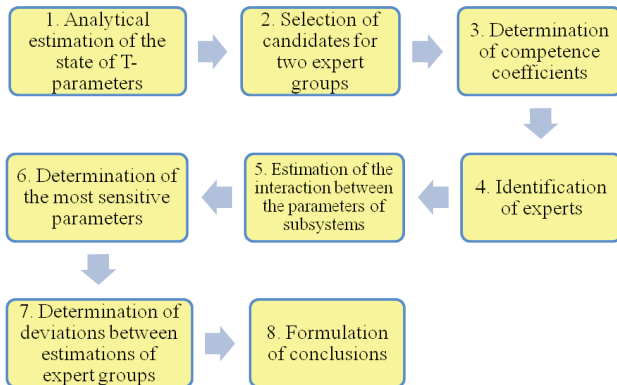 1. Analytical
estimation of the
state of T-
parameters
2. Selection of
candidates for
two expert
groups
3. Determination
of competence
coefficients
4. Identification
of experts
5. Estimation of the
interaction between
the parameters of
subsystems
6. Determination of
the most sensitive
parameters
7. Determination of
deviations between
estimations of
expert groups
8. Formulation
of conclusions